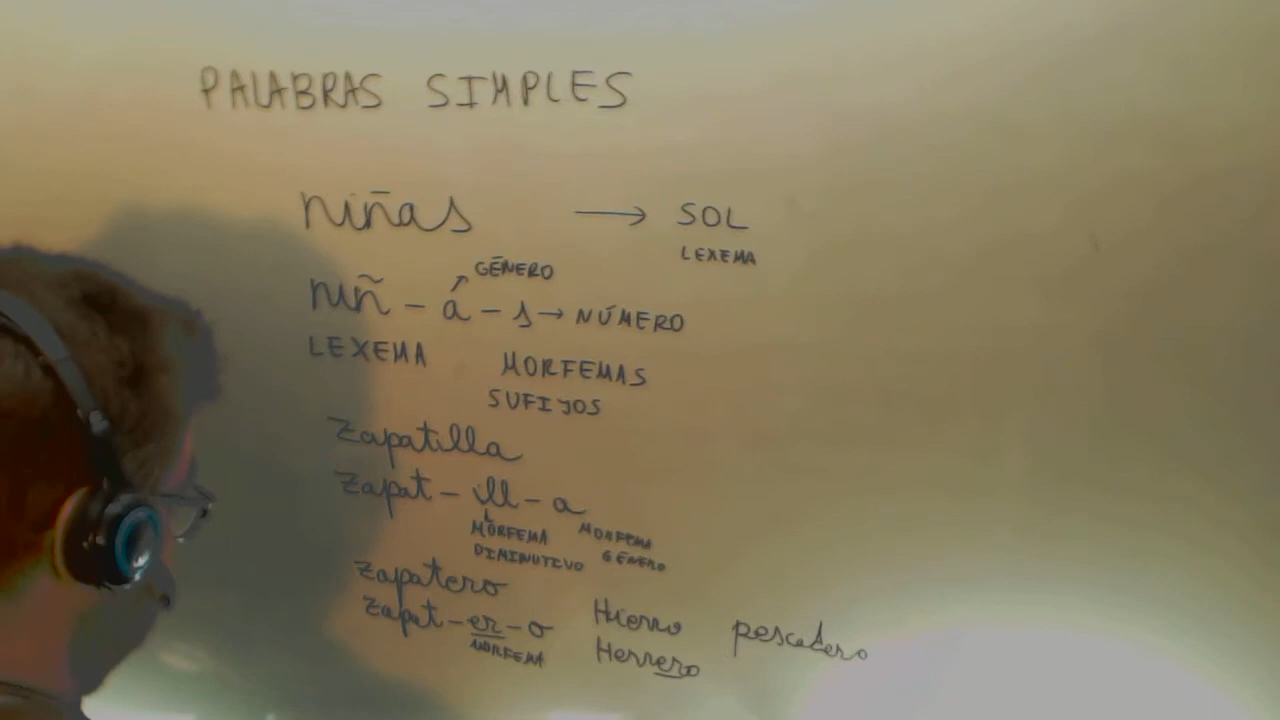 PALABRAS SIMPLES
niñas → SOL
LEXEMA
GÉNERO
niñ - a - s → NÚMERO
LEXEMA MORFEMAS
SUFIJOS
Zapatilla
Zapat - ill - a
MORFEMA MORFEMA
DIMINUTIVO GÉNERO
Zapatero
Zapat - er - o Hierro pescadero
MORFEMA Herrero